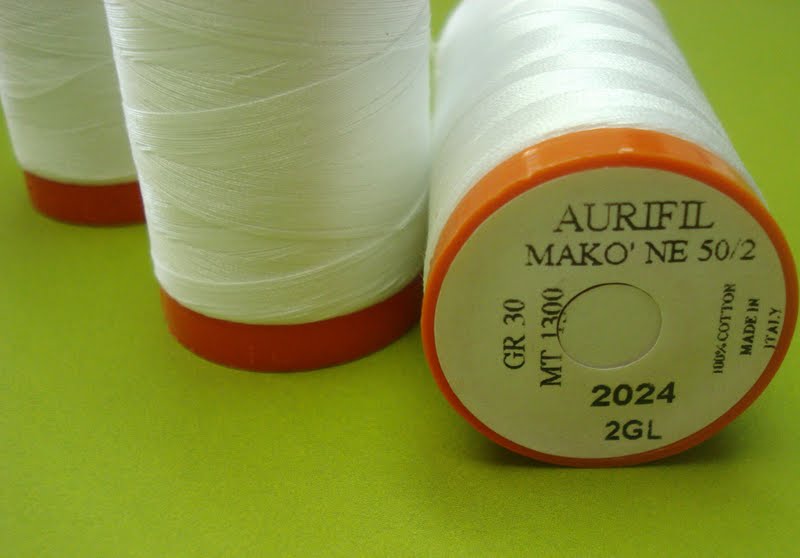 AURIFIL
MAKO' NE 50/2
GR 30
MT 1300
100% COTTON
MADE IN
ITALY
2024
2GL